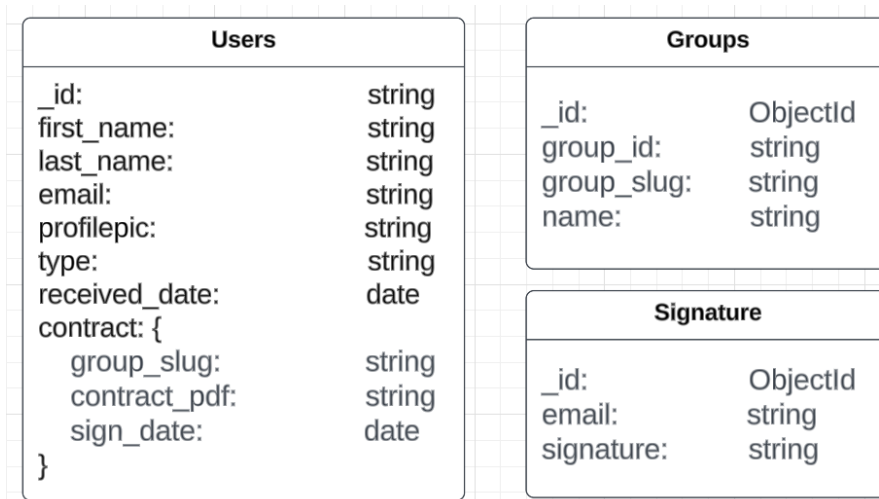 Users
_id: string
first_name: string
last_name: string
email: string
profilepic: string
type: string
received_date: date
contract: {
group_slug: string
contract_pdf: string
sign_date: date
}
Groups
_id: ObjectId
group_id: string
group_slug: string
name: string
Signature
_id: ObjectId
email: string
signature: string